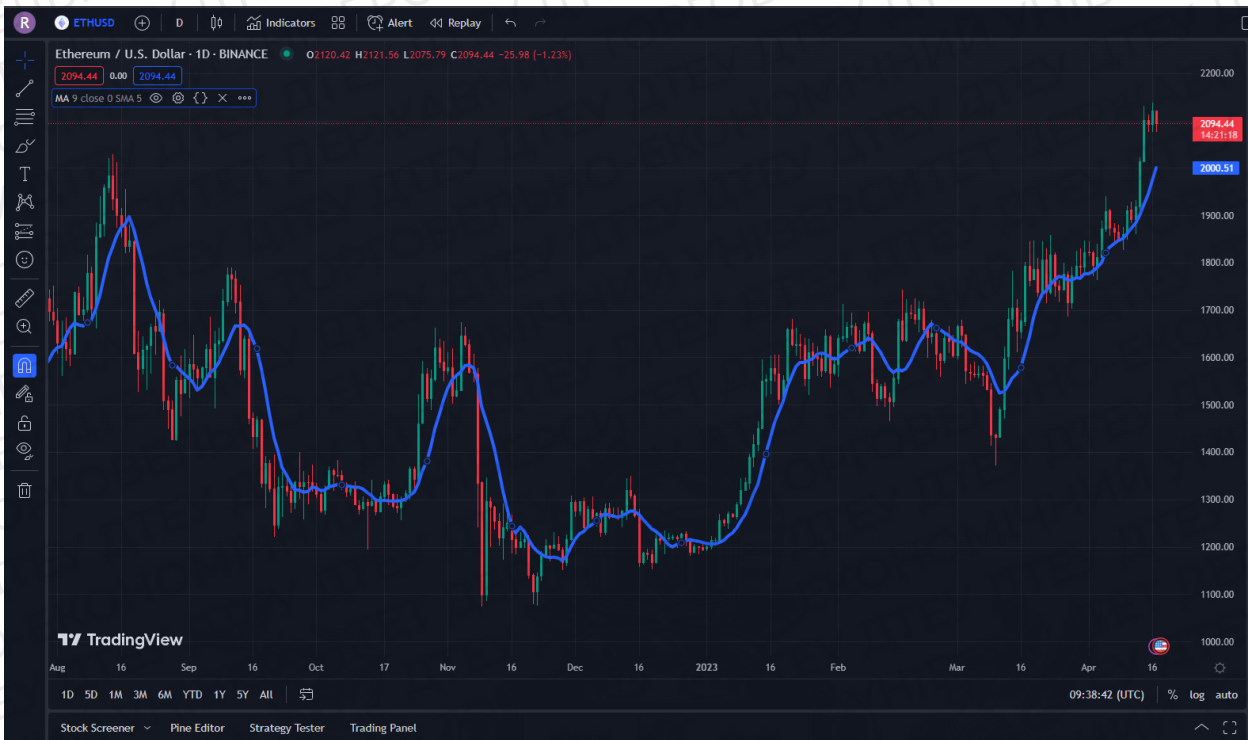 R ETHUSD D Indicators Alert Replay
Ethereum / U.S. Dollar · 1D · BINANCE O2120.42 H2121.56 L2075.79 C2094.44 −25.98 (−1.23%)
2094.44 0.00 2094.44
MA 9 close 0 SMA 5
2200.00
2094.44
14:21:18
2000.51
1900.00
1800.00
1700.00
1600.00
1500.00
1400.00
1300.00
1200.00
1100.00
1000.00
TradingView
Aug 16 Sep 16 Oct 17 Nov 16 Dec 16 2023 16 Feb Mar 16 Apr 16
1D 5D 1M 3M 6M YTD 1Y 5Y All 09:38:42 (UTC) % log auto
Stock Screener Pine Editor Strategy Tester Trading Panel